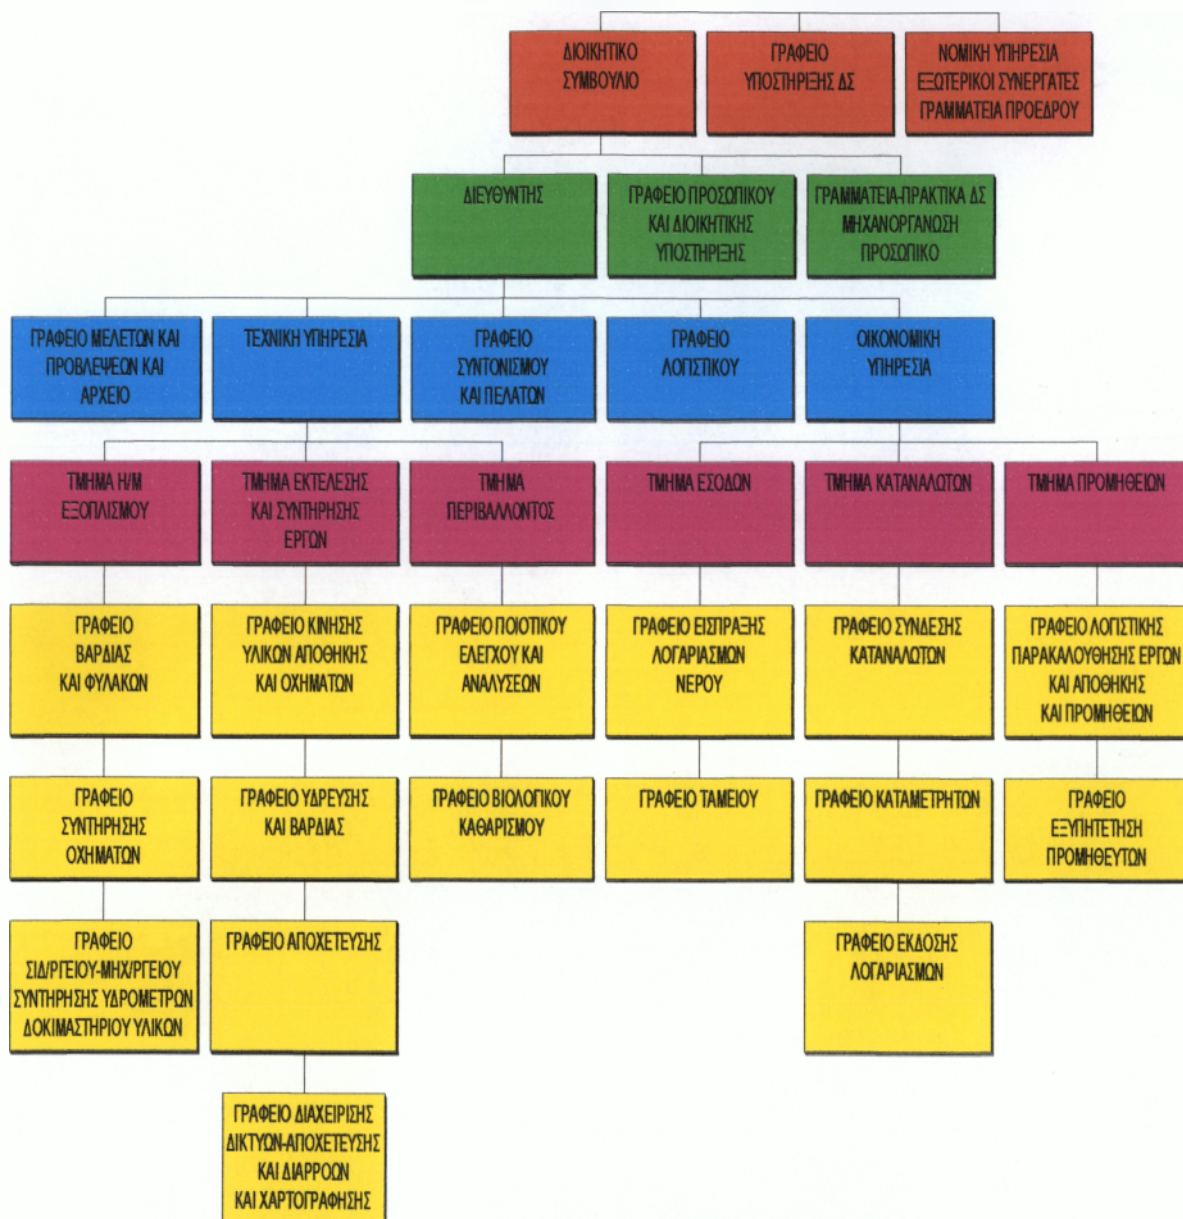 ΔΙΟΙΚΗΤΙΚΟ
ΣΥΜΒΟΥΛΙΟ
ΓΡΑΦΕΙΟ
ΥΠΟΣΤΗΡΙΞΗΣ ΔΣ
ΝΟΜΙΚΗ ΥΠΗΡΕΣΙΑ
ΕΞΩΤΕΡΙΚΟΙ ΣΥΝΕΡΓΑΤΕΣ
ΓΡΑΜΜΑΤΕΙΑ ΠΡΟΕΔΡΟΥ
ΔΙΕΥΘΥΝΤΗΣ
ΓΡΑΦΕΙΟ ΠΡΟΣΩΠΙΚΟΥ
ΚΑΙ ΔΙΟΙΚΗΤΙΚΗΣ
ΥΠΟΣΤΗΡΙΞΗΣ
ΓΡΑΜΜΑΤΕΙΑ-ΠΡΑΚΤΙΚΑ ΔΣ
ΜΗΧΑΝΟΡΓΑΝΩΣΗ
ΠΡΟΣΩΠΙΚΟ
ΓΡΑΦΕΙΟ ΜΕΛΕΤΩΝ ΚΑΙ
ΠΡΟΒΛΕΨΕΩΝ ΚΑΙ
ΑΡΧΕΙΟ
ΤΕΧΝΙΚΗ ΥΠΗΡΕΣΙΑ
ΓΡΑΦΕΙΟ
ΣΥΝΤΟΝΙΣΜΟΥ
ΚΑΙ ΠΕΛΑΤΩΝ
ΓΡΑΦΕΙΟ
ΛΟΓΙΣΤΙΚΟΥ
ΟΙΚΟΝΟΜΙΚΗ
ΥΠΗΡΕΣΙΑ
ΤΜΗΜΑ Η/Μ
ΕΞΟΠΛΙΣΜΟΥ
ΤΜΗΜΑ ΕΚΤΕΛΕΣΗΣ
ΚΑΙ ΣΥΝΤΗΡΗΣΗΣ
ΕΡΓΩΝ
ΤΜΗΜΑ
ΠΕΡΙΒΑΛΛΟΝΤΟΣ
ΤΜΗΜΑ ΕΣΟΔΩΝ
ΤΜΗΜΑ ΚΑΤΑΝΑΛΩΤΩΝ
ΤΜΗΜΑ ΠΡΟΜΗΘΕΙΩΝ
ΓΡΑΦΕΙΟ
ΒΑΡΔΙΑΣ
ΚΑΙ ΦΥΛΑΚΩΝ
ΓΡΑΦΕΙΟ ΚΙΝΗΣΗΣ
ΥΛΙΚΩΝ ΑΠΟΘΗΚΗΣ
ΚΑΙ ΟΧΗΜΑΤΩΝ
ΓΡΑΦΕΙΟ ΠΟΙΟΤΙΚΟΥ
ΕΛΕΓΧΟΥ ΚΑΙ
ΑΝΑΛΥΣΕΩΝ
ΓΡΑΦΕΙΟ ΕΙΣΠΡΑΞΗΣ
ΛΟΓΑΡΙΑΣΜΩΝ
ΝΕΡΟΥ
ΓΡΑΦΕΙΟ ΣΥΝΔΕΣΗΣ
ΚΑΤΑΝΑΛΩΤΩΝ
ΓΡΑΦΕΙΟ ΛΟΓΙΣΤΙΚΗΣ
ΠΑΡΑΚΑΛΟΥΘΗΣΗΣ ΕΡΓΩΝ
ΚΑΙ ΑΠΟΘΗΚΗΣ
ΚΑΙ ΠΡΟΜΗΘΕΙΩΝ
ΓΡΑΦΕΙΟ
ΣΥΝΤΗΡΗΣΗΣ
ΟΧΗΜΑΤΩΝ
ΓΡΑΦΕΙΟ ΥΔΡΕΥΣΗΣ
ΚΑΙ ΒΑΡΔΙΑΣ
ΓΡΑΦΕΙΟ ΒΙΟΛΟΓΙΚΟΥ
ΚΑΘΑΡΙΣΜΟΥ
ΓΡΑΦΕΙΟ ΤΑΜΕΙΟΥ
ΓΡΑΦΕΙΟ ΚΑΤΑΜΕΤΡΗΤΩΝ
ΓΡΑΦΕΙΟ
ΕΞΥΠΗΤΕΤΗΣΗ
ΠΡΟΜΗΘΕΥΤΩΝ
ΓΡΑΦΕΙΟ
ΣΙΔ/ΡΓΕΙΟΥ-ΜΗΧ/ΡΓΕΙΟΥ
ΣΥΝΤΗΡΗΣΗΣ ΥΔΡΟΜΕΤΡΩΝ
ΔΟΚΙΜΑΣΤΗΡΙΟΥ ΥΛΙΚΩΝ
ΓΡΑΦΕΙΟ ΑΠΟΧΕΤΕΥΣΗΣ
ΓΡΑΦΕΙΟ ΕΚΔΟΣΗΣ
ΛΟΓΑΡΙΑΣΜΩΝ
ΓΡΑΦΕΙΟ ΔΙΑΧΕΙΡΙΣΗΣ
ΔΙΚΤΥΩΝ-ΑΠΟΧΕΤΕΥΣΗΣ
ΚΑΙ ΔΙΑΡΡΟΩΝ
ΚΑΙ ΧΑΡΤΟΓΡΑΦΗΣΗΣ